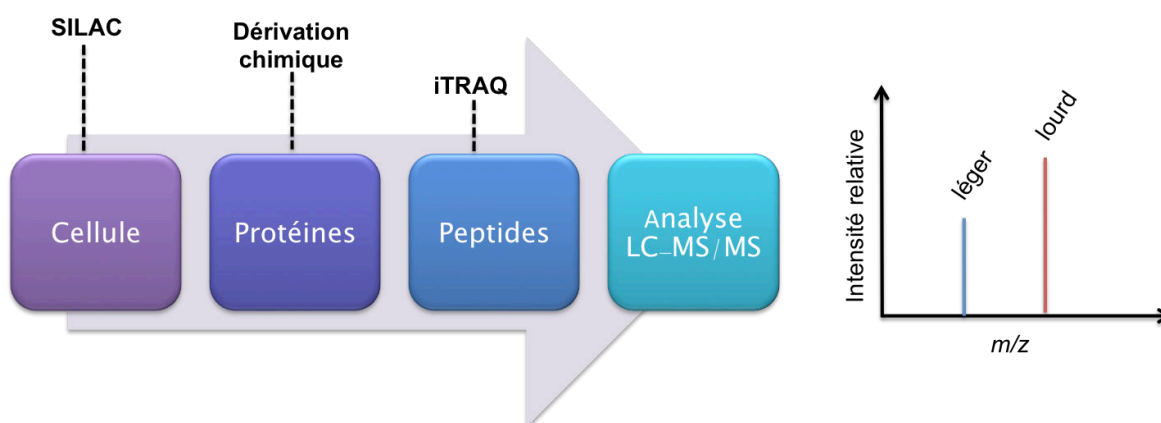 SILAC
Dérivation
chimique
iTRAQ
Cellule
Protéines
Peptides
Analyse
LC–MS/MS
Intensité relative
léger
lourd
m/z